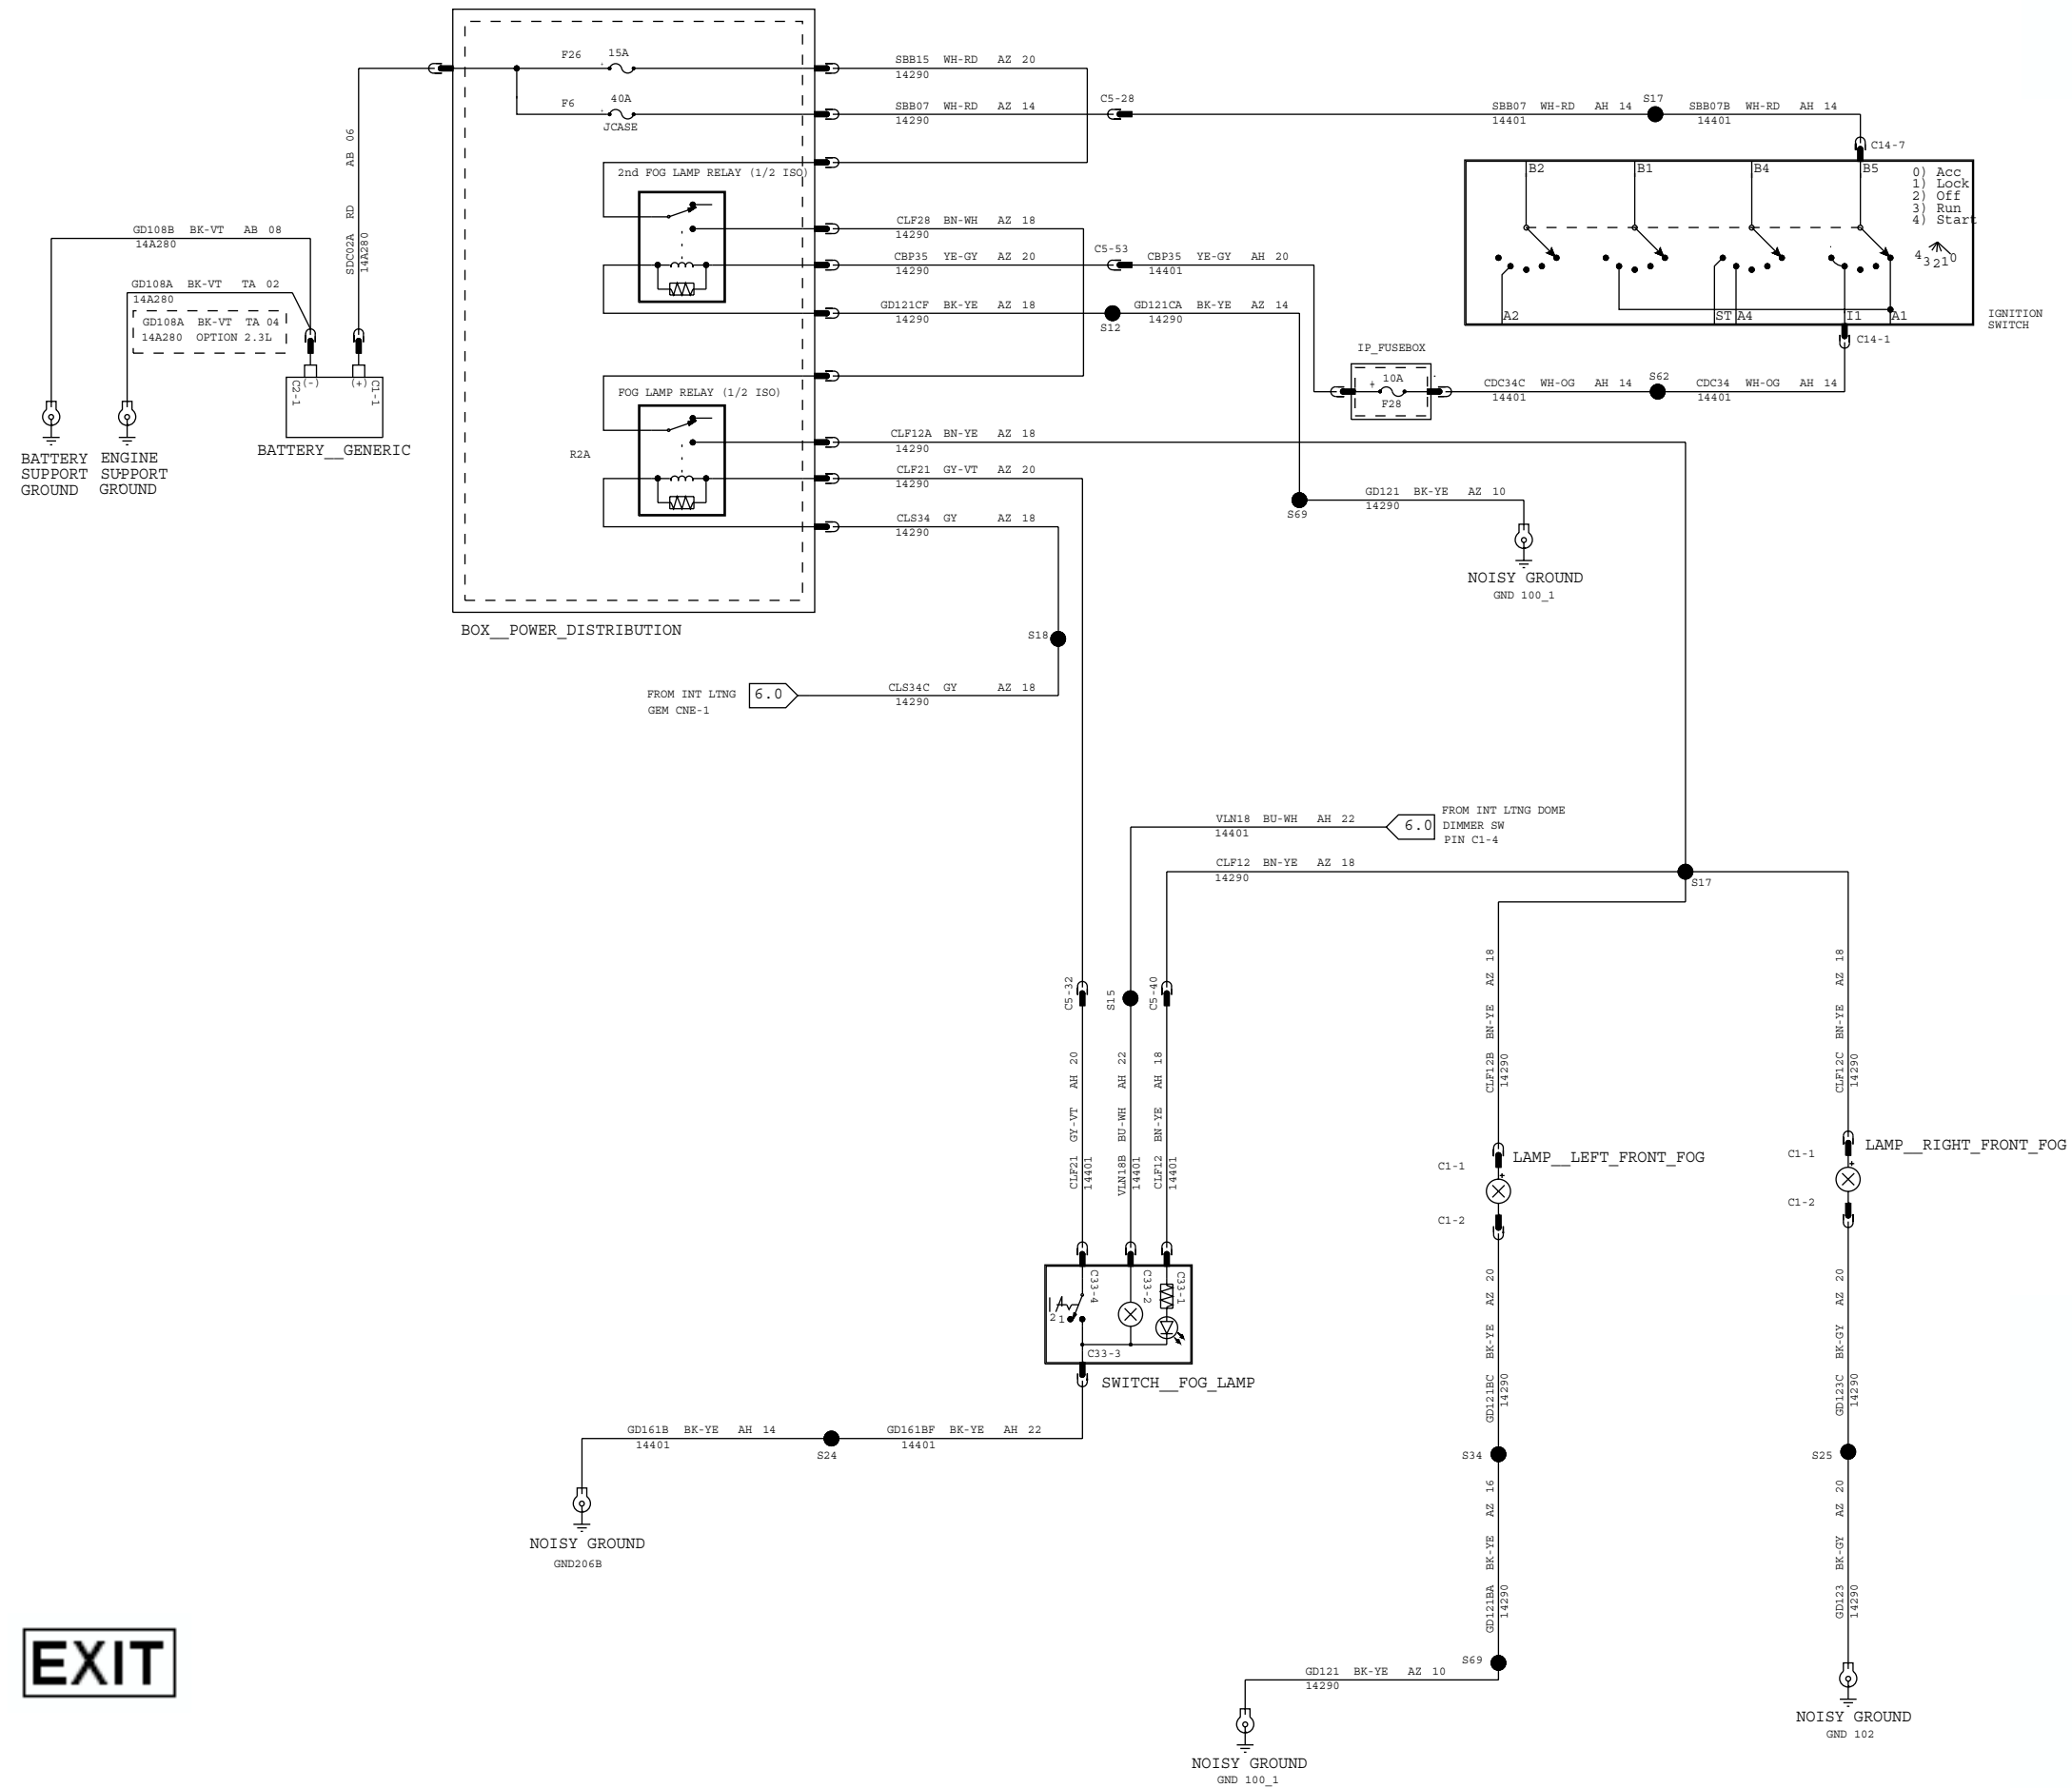 F26 15A
F6 40A
JCASE
SBB15 WH-RD AZ 20
14290
SBB07 WH-RD AZ 14
14290
C5-28
SBB07 WH-RD AH 14
14401
S17
SBB07B WH-RD AH 14
14401
C14-7
2nd FOG LAMP RELAY (1/2 ISO)
CLF28 BN-WH AZ 18
14290
CBP35 YE-GY AZ 20
14290
C5-53
CBP35 YE-GY AH 20
14401
GD121CF BK-YE AZ 18
14290
S12
GD121CA BK-YE AZ 14
14290
B2
B1
B4
B5
0) Acc
1) Lock
2) Off
3) Run
4) Start
4 3 2 1 0
A2
ST
A4
I1
A1
IGNITION
SWITCH
C14-1
GD108B BK-VT AB 08
14A280
GD108A BK-VT TA 02
14A280
GD108A BK-VT TA 04
14A280 OPTION 2.3L
SDC02A RD AB 06
14A280
C2-1
(-)
(+)
C1-1
BATTERY__GENERIC
BATTERY
SUPPORT
GROUND
ENGINE
SUPPORT
GROUND
IP_FUSEBOX
+ 10A
F28
CDC34C WH-OG AH 14
14401
S62
CDC34 WH-OG AH 14
14401
FOG LAMP RELAY (1/2 ISO)
R2A
CLF12A BN-YE AZ 18
14290
CLF21 GY-VT AZ 20
14290
CLS34 GY AZ 18
14290
S69
GD121 BK-YE AZ 10
14290
NOISY GROUND
GND 100_1
BOX__POWER_DISTRIBUTION
S18
FROM INT LTNG
GEM CNE-1
6.0
CLS34C GY AZ 18
14290
VLN18 BU-WH AH 22
14401
6.0
FROM INT LTNG DOME
DIMMER SW
PIN C1-4
CLF12 BN-YE AZ 18
14290
S17
C5-32
S15
C5-40
CLF21 GY-VT AH 20
14401
VLN18B BU-WH AH 22
14401
CLF12 BN-YE AH 18
14401
CLF12B BN-YE AZ 18
14290
CLF12C BN-YE AZ 18
14290
C1-1
LAMP__LEFT_FRONT_FOG
+
C1-2
C1-1
LAMP__RIGHT_FRONT_FOG
+
C1-2
C33-4
C33-2
C33-1
2 1
C33-3
SWITCH__FOG_LAMP
GD161B BK-YE AH 14
14401
S24
GD161BF BK-YE AH 22
14401
NOISY GROUND
GND206B
GD121BC BK-YE AZ 20
14290
GD123C BK-GY AZ 20
14290
S34
S25
GD121BA BK-YE AZ 16
14290
GD123 BK-GY AZ 20
14290
S69
GD121 BK-YE AZ 10
14290
NOISY GROUND
GND 100_1
NOISY GROUND
GND 102
EXIT